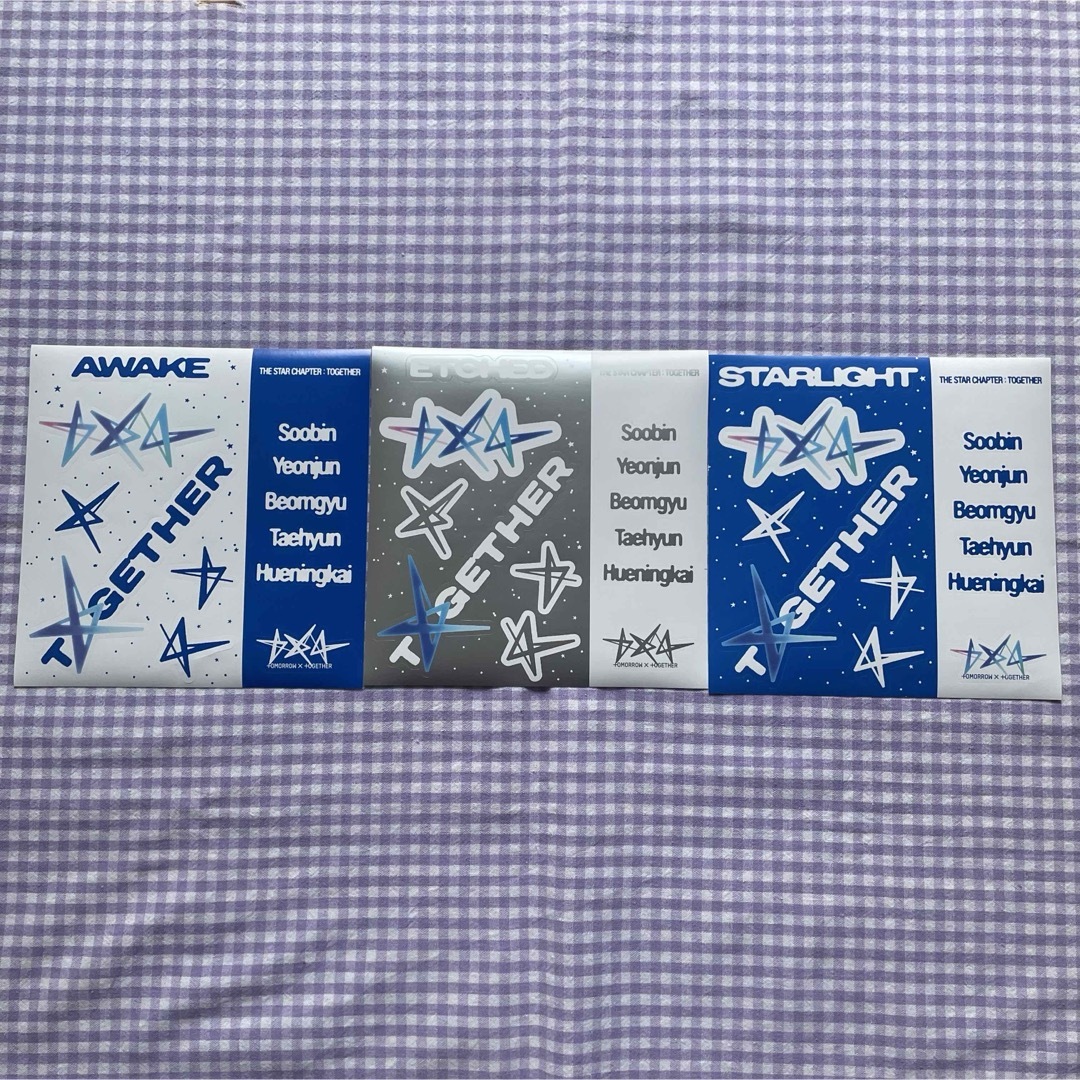 AWAKE
THE STAR CHAPTER : TOGETHER
TOGETHER
Soobin
Yeonjun
Beomgyu
Taehyun
Hueningkai
TOMORROW X TOGETHER
ETCHED
THE STAR CHAPTER : TOGETHER
TOGETHER
Soobin
Yeonjun
Beomgyu
Taehyun
Hueningkai
TOMORROW X TOGETHER
STARLIGHT
THE STAR CHAPTER : TOGETHER
TOGETHER
Soobin
Yeonjun
Beomgyu
Taehyun
Hueningkai
TOMORROW X TOGETHER